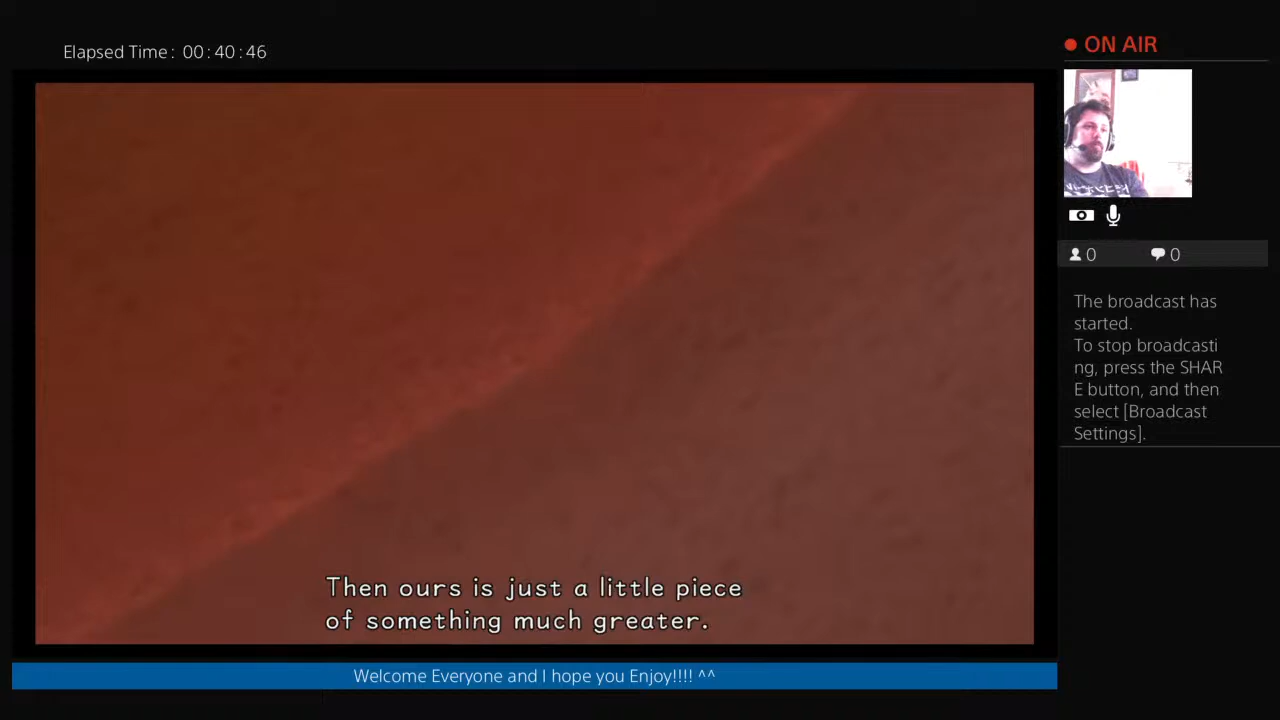 Elapsed Time: 00:40:46
ON AIR
0 0
The broadcast has
started.
To stop broadcasti
ng, press the SHAR
E button, and then
select [Broadcast
Settings].
Then ours is just a little piece
of something much greater.
Welcome Everyone and I hope you Enjoy!!!! ^^